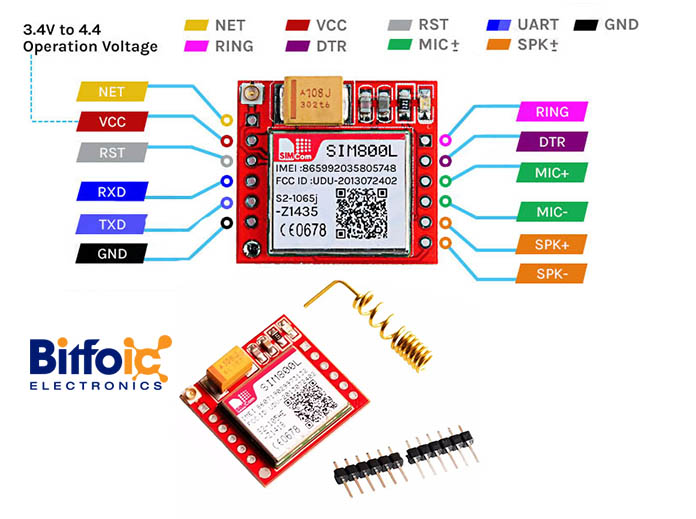 3.4V to 4.4
Operation Voltage
NET
VCC
RST
UART
GND
RING
DTR
MIC±
SPK±
NET
VCC
RST
RXD
TXD
GND
RING
DTR
MIC+
MIC-
SPK+
SPK-
A108J
302t6
SIMCom
SIM800L
IMEI :865992035805748
FCC ID :UDU-2013072402
S2-1065j
-Z1435
CE0678
Bitfoic
ELECTRONICS
SIM800L
CE0678